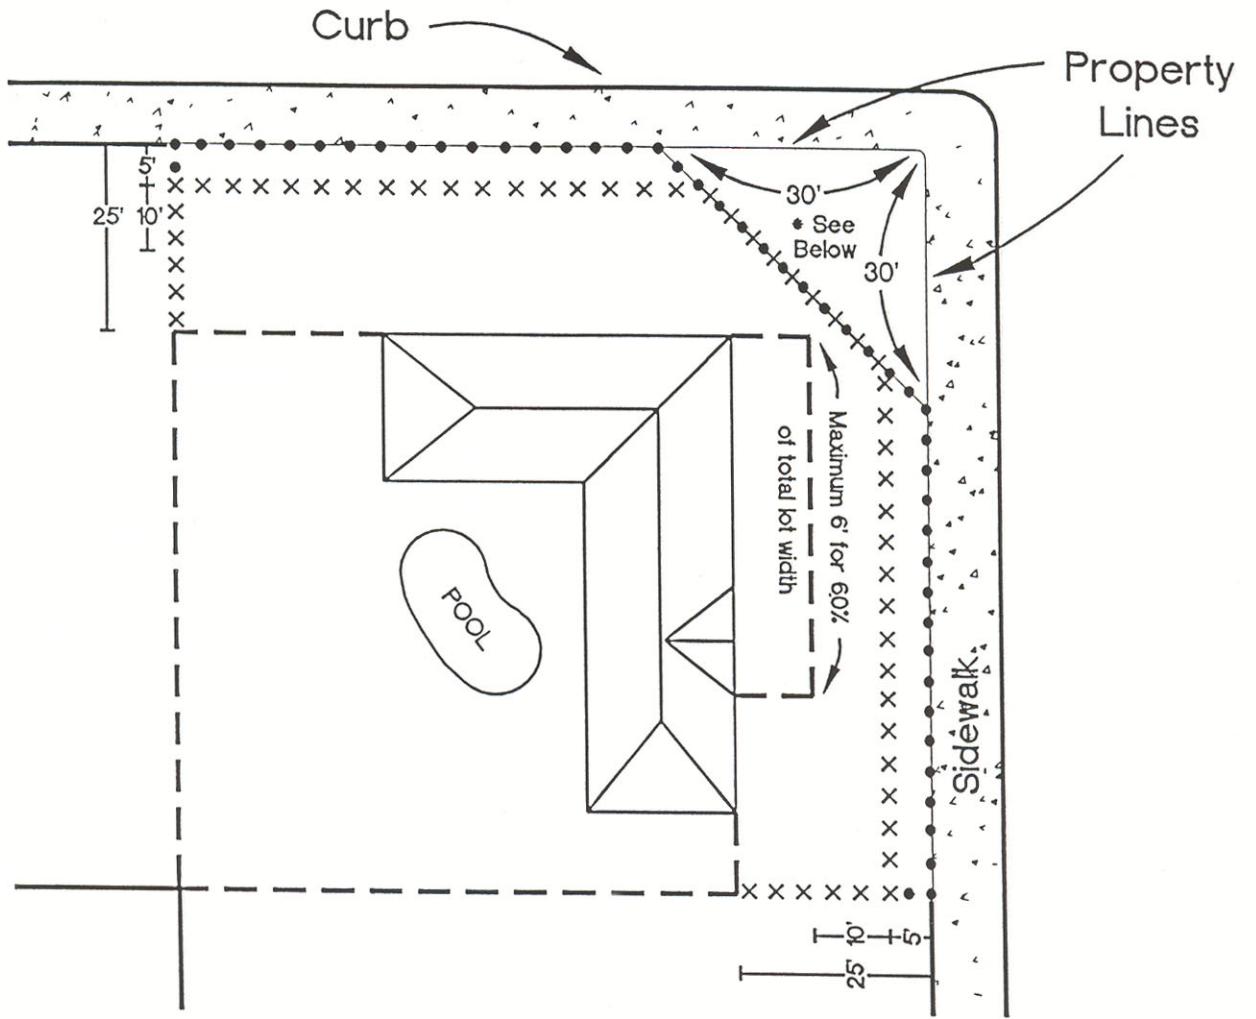 Curb
Property
Lines
5'
25'
10'
30'
• See
Below
30'
Maximum 6' for 60%
of total lot width
POOL
Sidewalk
10'
5'
25'